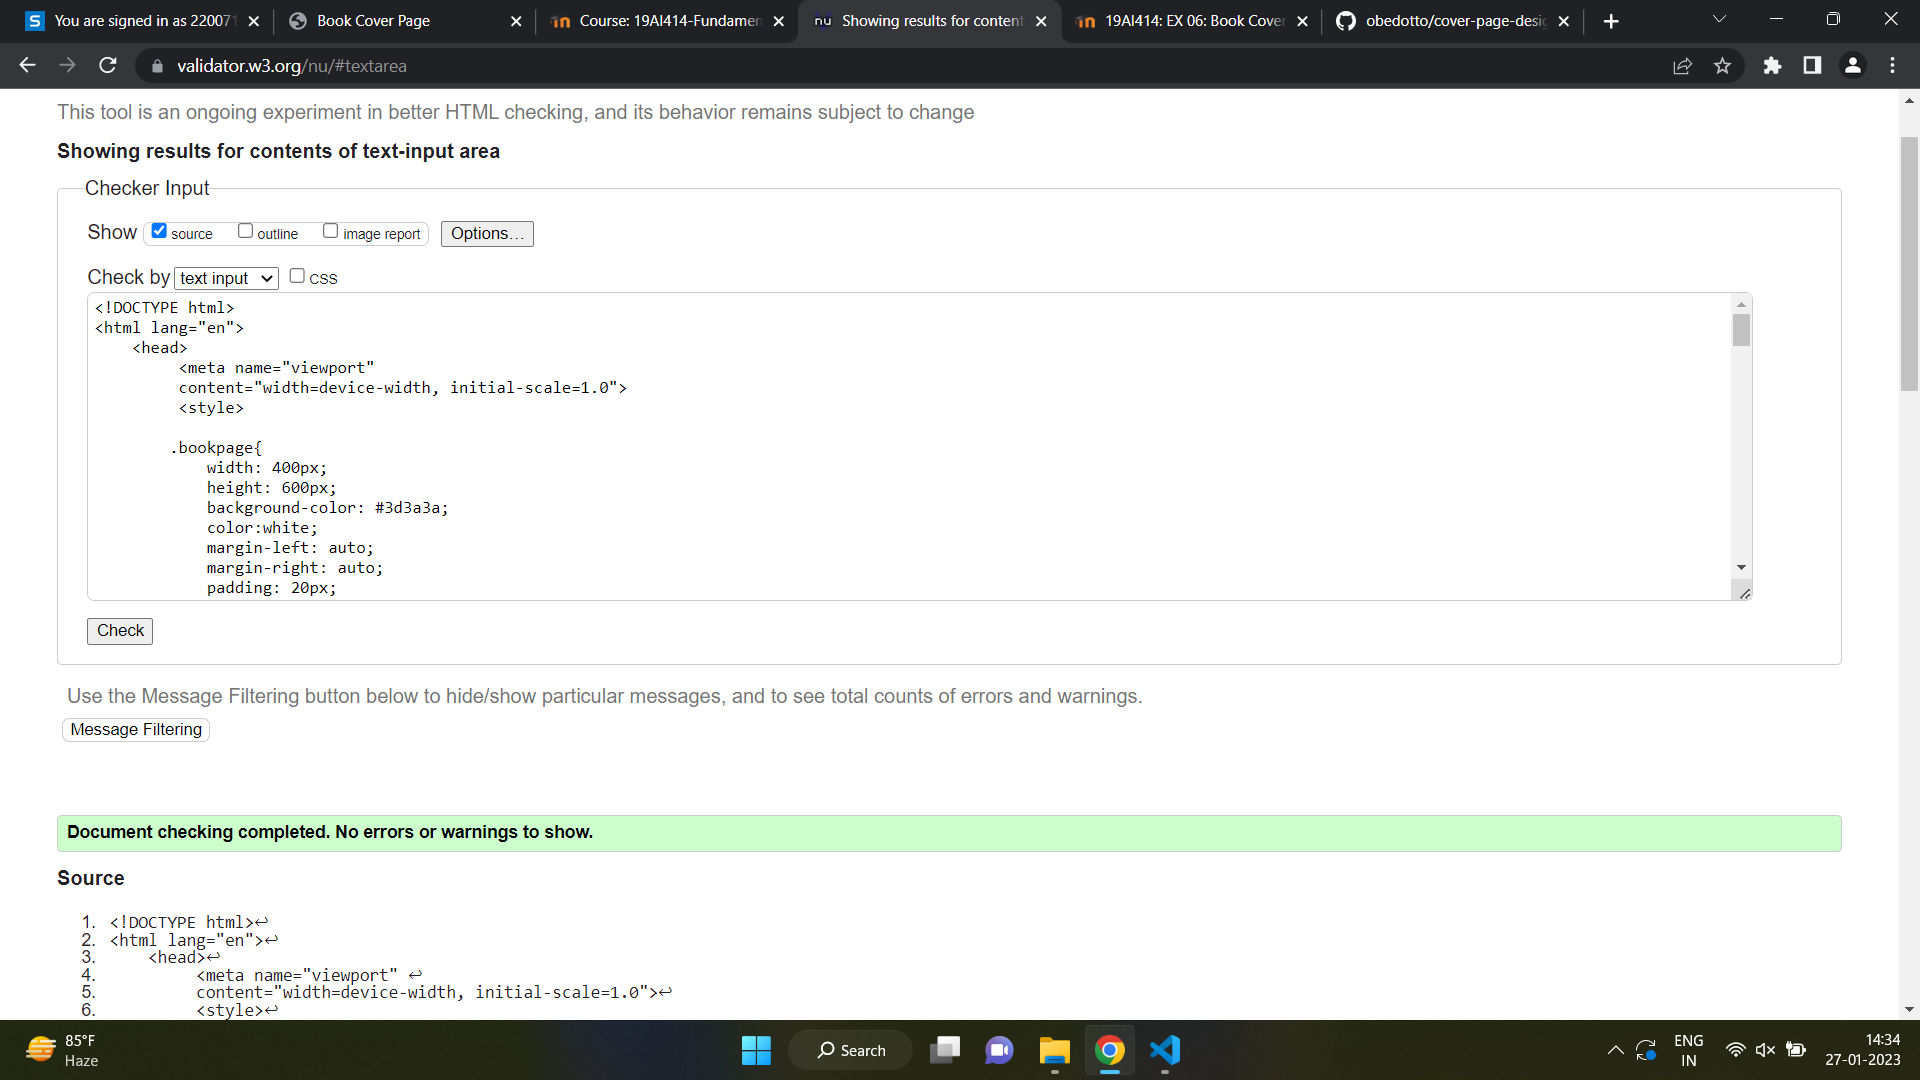 You are signed in as 220071
Book Cover Page
Course: 19AI414-Fundamen
Showing results for content
19AI414: EX 06: Book Cover
obedotto/cover-page-desig
validator.w3.org/nu/#textarea
This tool is an ongoing experiment in better HTML checking, and its behavior remains subject to change
Showing results for contents of text-input area
Checker Input
Show source outline image report Options...
Check by text input CSS
<!DOCTYPE html>
<html lang="en">
<head>
<meta name="viewport"
content="width=device-width, initial-scale=1.0">
<style>
.bookpage{
width: 400px;
height: 600px;
background-color: #3d3a3a;
color:white;
margin-left: auto;
margin-right: auto;
padding: 20px;
Check
Use the Message Filtering button below to hide/show particular messages, and to see total counts of errors and warnings.
Message Filtering
Document checking completed. No errors or warnings to show.
Source
1. <!DOCTYPE html>↩
2. <html lang="en">↩
3. <head>↩
4. <meta name="viewport" ↩
5. content="width=device-width, initial-scale=1.0">↩
6. <style>↩
85°F
Haze
Search
ENG
IN
14:34
27-01-2023